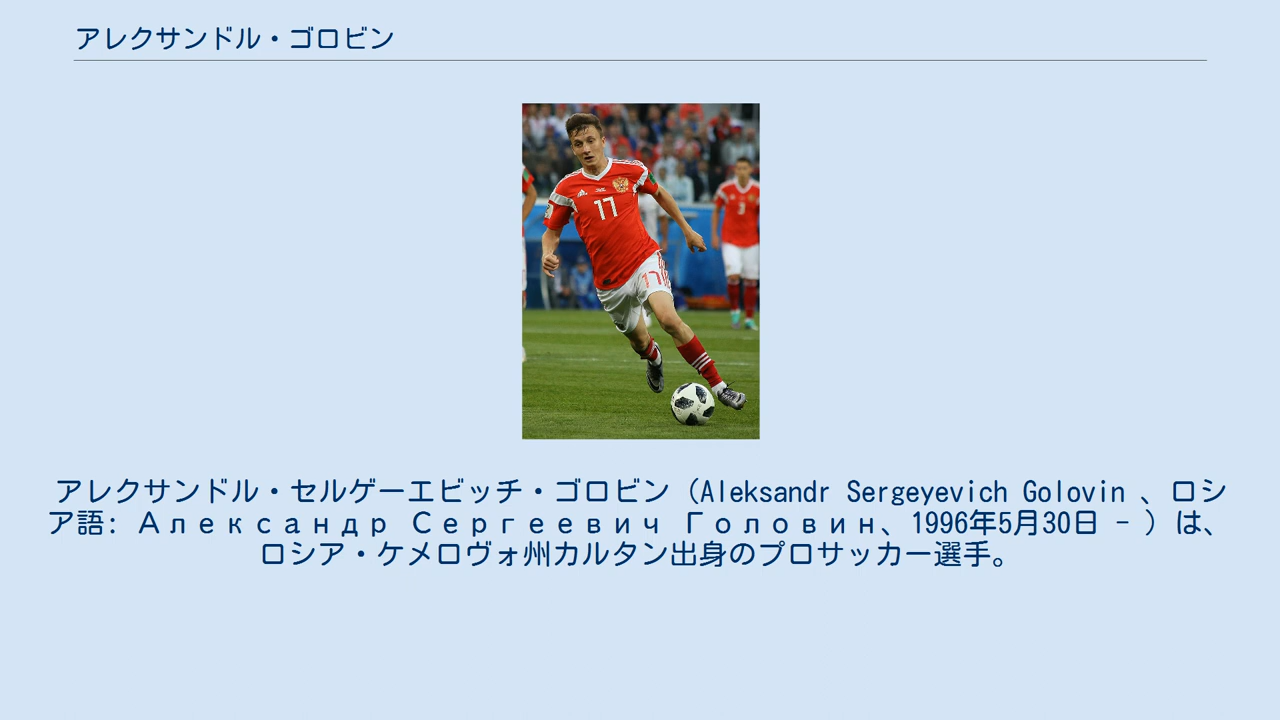 アレクサンドル・ゴロビン
17
17
3
アレクサンドル・セルゲーエビッチ・ゴロビン（Aleksandr Sergeyevich Golovin 、ロシ
ア語: Александр Сергеевич Головин、1996年5月30日 - ）は、
ロシア・ケメロヴォ州カルタン出身のプロサッカー選手。